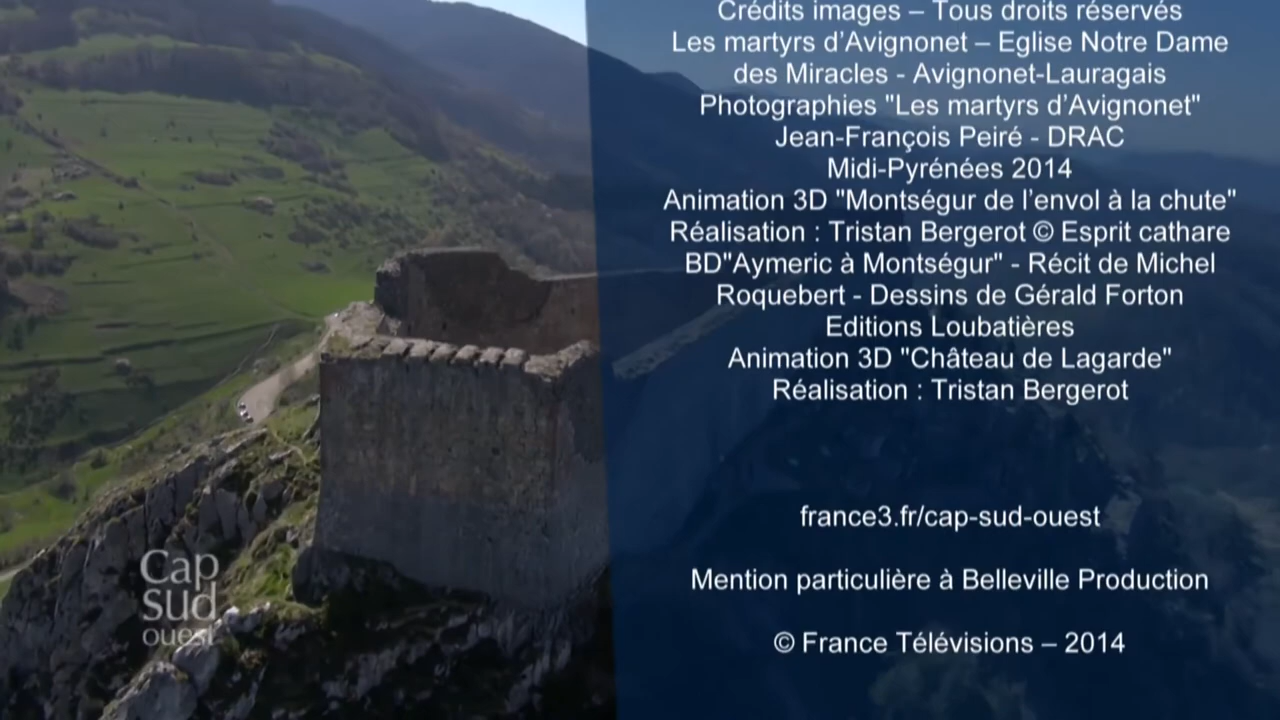 Crédits images – Tous droits réservés
Les martyrs d’Avignonet – Eglise Notre Dame
des Miracles - Avignonet-Lauragais
Photographies "Les martyrs d’Avignonet"
Jean-François Peiré - DRAC
Midi-Pyrénées 2014
Animation 3D "Montségur de l’envol à la chute"
Réalisation : Tristan Bergerot © Esprit cathare
BD"Aymeric à Montségur" - Récit de Michel
Roquebert - Dessins de Gérald Forton
Editions Loubatières
Animation 3D "Château de Lagarde"
Réalisation : Tristan Bergerot
france3.fr/cap-sud-ouest
Mention particulière à Belleville Production
© France Télévisions – 2014
Cap
sud
ouest